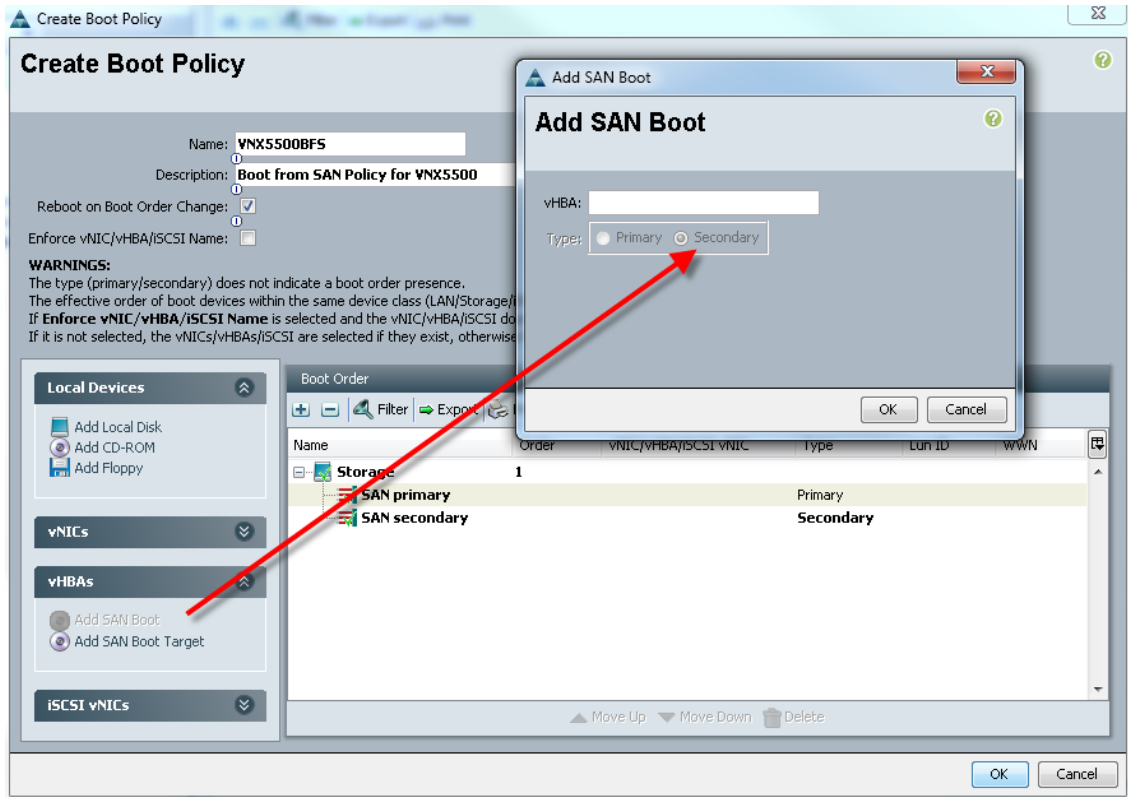 Create Boot Policy
Create Boot Policy
Name: VNX5500BFS
Description: Boot from SAN Policy for VNX5500
Reboot on Boot Order Change:
Enforce vNIC/vHBA/iSCSI Name:
WARNINGS:
The type (primary/secondary) does not indicate a boot order presence.
The effective order of boot devices within the same device class (LAN/Storage/i
If Enforce vNIC/vHBA/iSCSI Name is selected and the vNIC/vHBA/iSCSI do
If it is not selected, the vNICs/vHBAs/iSCSI are selected if they exist, otherwise
Add SAN Boot
Add SAN Boot
vHBA:
Type: Primary Secondary
OK Cancel
Local Devices
Add Local Disk
Add CD-ROM
Add Floppy
vNICs
vHBAs
Add SAN Boot
Add SAN Boot Target
iSCSI vNICs
Boot Order
Filter Export
Name Order vNIC/vHBA/iSCSI vNIC Type Lun ID WWN
Storage 1
SAN primary Primary
SAN secondary Secondary
Move Up Move Down Delete
OK Cancel